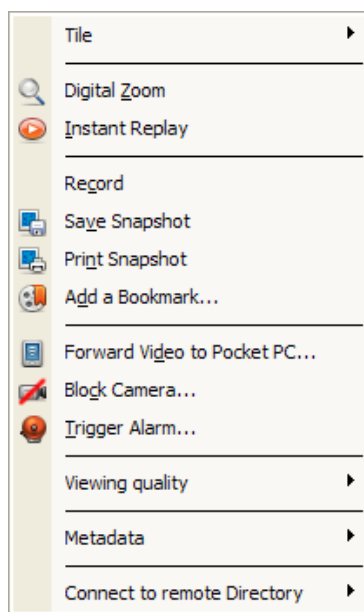 Tile
Digital Zoom
Instant Replay
Record
Save Snapshot
Print Snapshot
Add a Bookmark...
Forward Video to Pocket PC...
Block Camera...
Trigger Alarm...
Viewing quality
Metadata
Connect to remote Directory